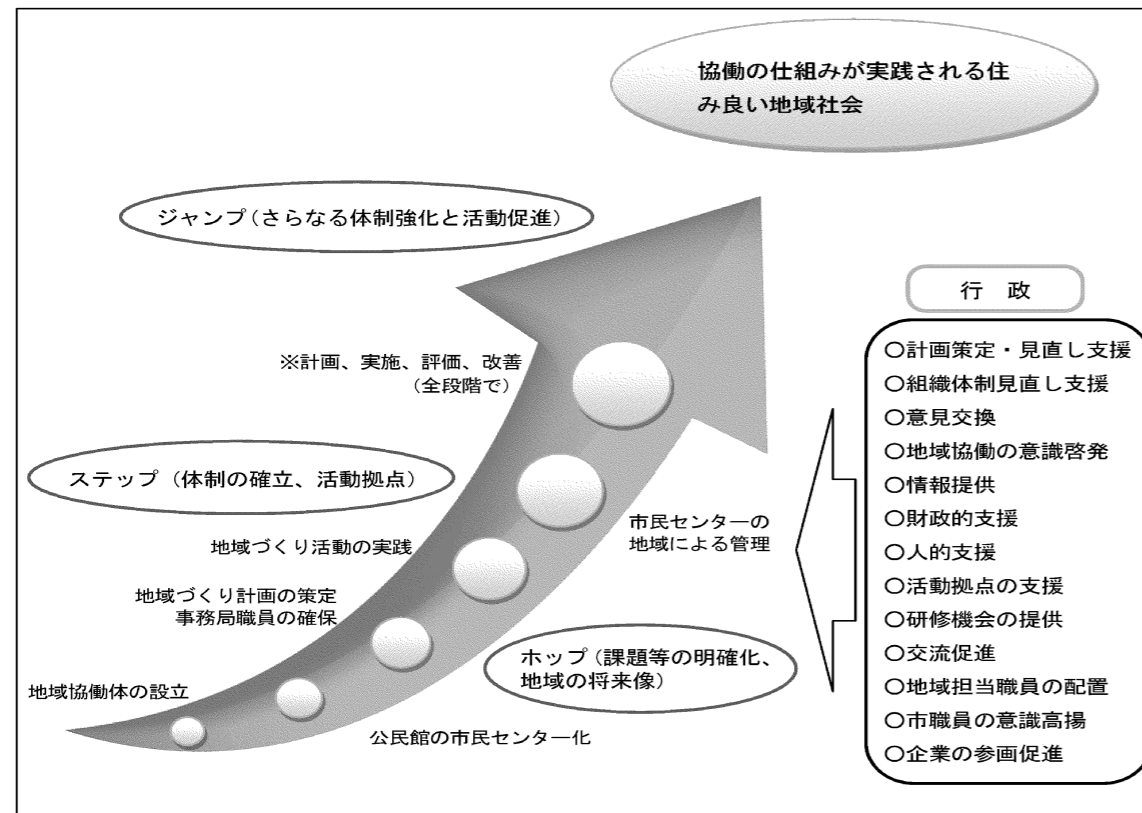 協働の仕組みが実践される住
み良い地域社会
ジャンプ（さらなる体制強化と活動促進）
※計画、実施、評価、改善
（全段階で）
ステップ（体制の確立、活動拠点）
地域づくり活動の実践
地域づくり計画の策定
事務局職員の確保
地域協働体の設立
市民センターの
地域による管理
ホップ（課題等の明確化、
地域の将来像）
公民館の市民センター化
行　政
○計画策定・見直し支援
○組織体制見直し支援
○意見交換
○地域協働の意識啓発
○情報提供
○財政的支援
○人的支援
○活動拠点の支援
○研修機会の提供
○交流促進
○地域担当職員の配置
○市職員の意識高揚
○企業の参画促進